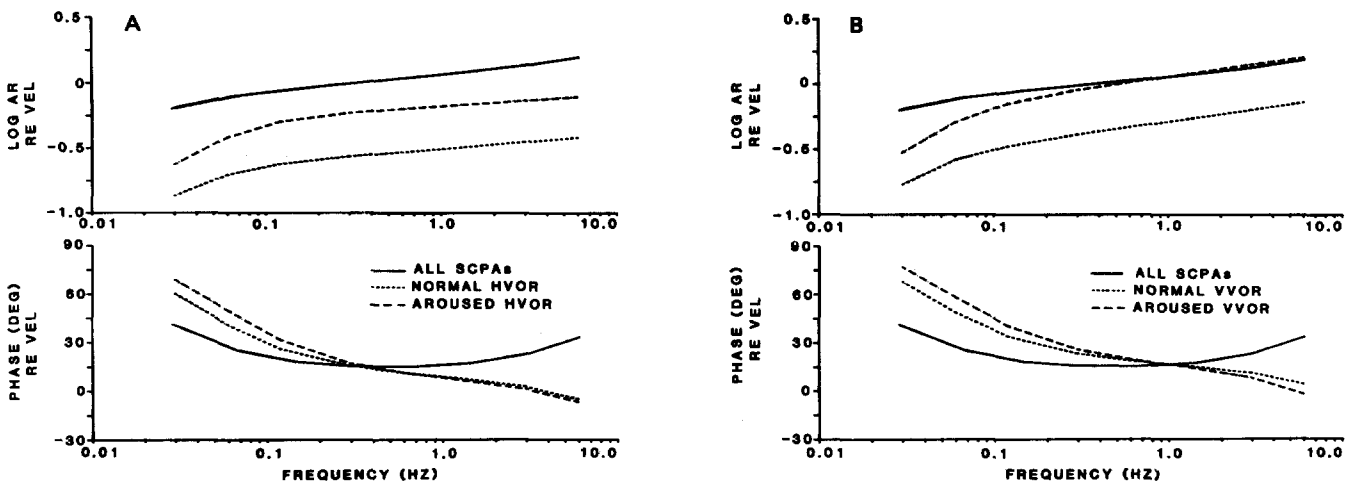 A
0.5
0
-0.5
-1.0
LOG AR
RE VEL
0.01
0.1
1.0
10.0
90
60
30
0
-30
PHASE (DEG)
RE VEL
ALL SCPAs
NORMAL HVOR
AROUSED HVOR
0.01
0.1
1.0
10.0
FREQUENCY (HZ)
B
0.5
0
-0.5
-1.0
LOG AR
RE VEL
0.01
0.1
1.0
10.0
90
60
30
0
-30
PHASE (DEG)
RE VEL
ALL SCPAs
NORMAL VVOR
AROUSED VVOR
0.01
0.1
1.0
10.0
FREQUENCY (HZ)